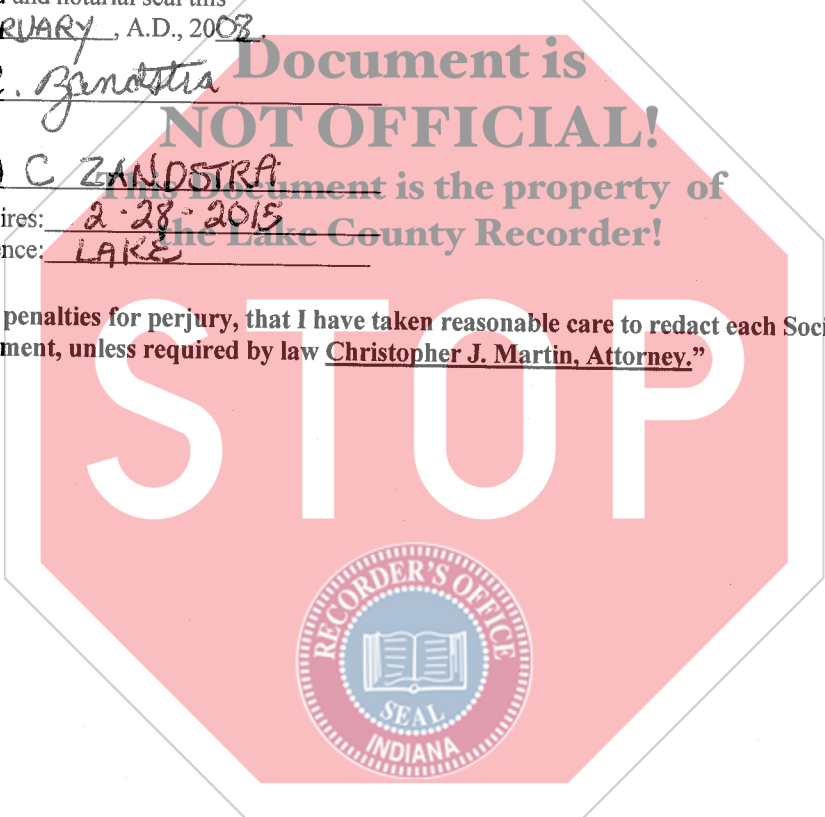 and notarial seal this
RUARY, A.D., 2008.
. Zandstra
C ZANDSTRA
ires: 2-28-2015
nce: LAKE
penalties for perjury, that I have taken reasonable care to redact each Soci
ment, unless required by law Christopher J. Martin, Attorney.”
Document is
NOT OFFICIAL!
This Document is the property of
the Lake County Recorder!
STOP
RECORDER'S OFFICE
SEAL
INDIANA